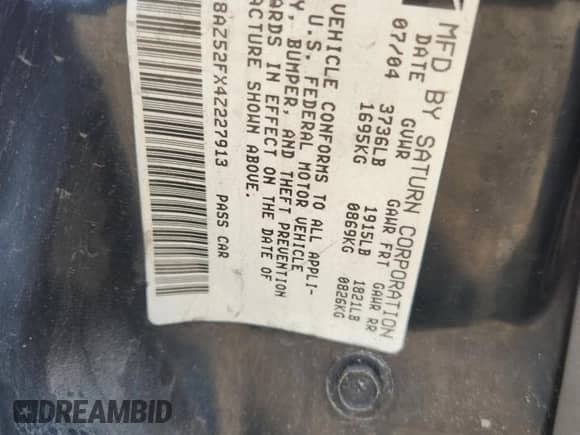 MFD BY SATURN CORPORATION
DATE GVWR GAWR FRT GAWR RR
07/04 3736LB 1915LB 1821LB
1695KG 0869KG 0826KG
VEHICLE CONFORMS TO ALL APPLI-
U.S. FEDERAL MOTOR VEHICLE
Y, BUMPER, AND THEFT PREVENTION
ARDS IN EFFECT ON THE DATE OF
ACTURE SHOWN ABOVE.
8AZ52FX4Z227913 PASS CAR
DREAMBID